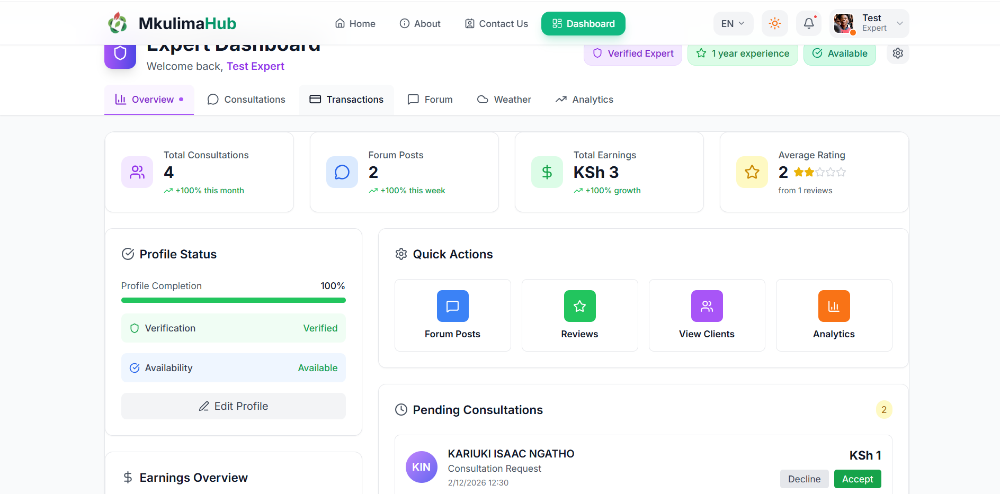 MkulimaHub
Home
About
Contact Us
Dashboard
EN
Test
Expert
Expert Dashboard
Welcome back, Test Expert
Verified Expert
1 year experience
Available
Overview
Consultations
Transactions
Forum
Weather
Analytics
Total Consultations
4
+100% this month
Forum Posts
2
+100% this week
Total Earnings
KSh 3
+100% growth
Average Rating
2
from 1 reviews
Profile Status
Profile Completion
100%
Verification
Verified
Availability
Available
Edit Profile
Earnings Overview
Quick Actions
Forum Posts
Reviews
View Clients
Analytics
Pending Consultations
2
KIN
KARIUKI ISAAC NGATHO
Consultation Request
2/12/2026 12:30
KSh 1
Decline
Accept